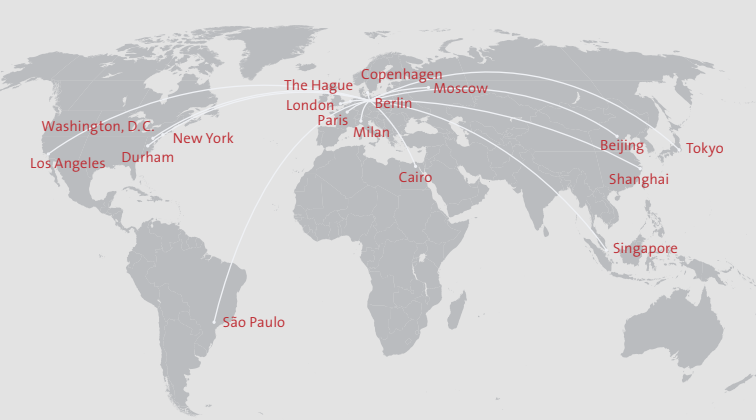 Copenhagen
The Hague
Moscow
London
Berlin
Paris
Washington, D.C.
Milan
New York
Beijing
Tokyo
Los Angeles
Durham
Cairo
Shanghai
Singapore
São Paulo